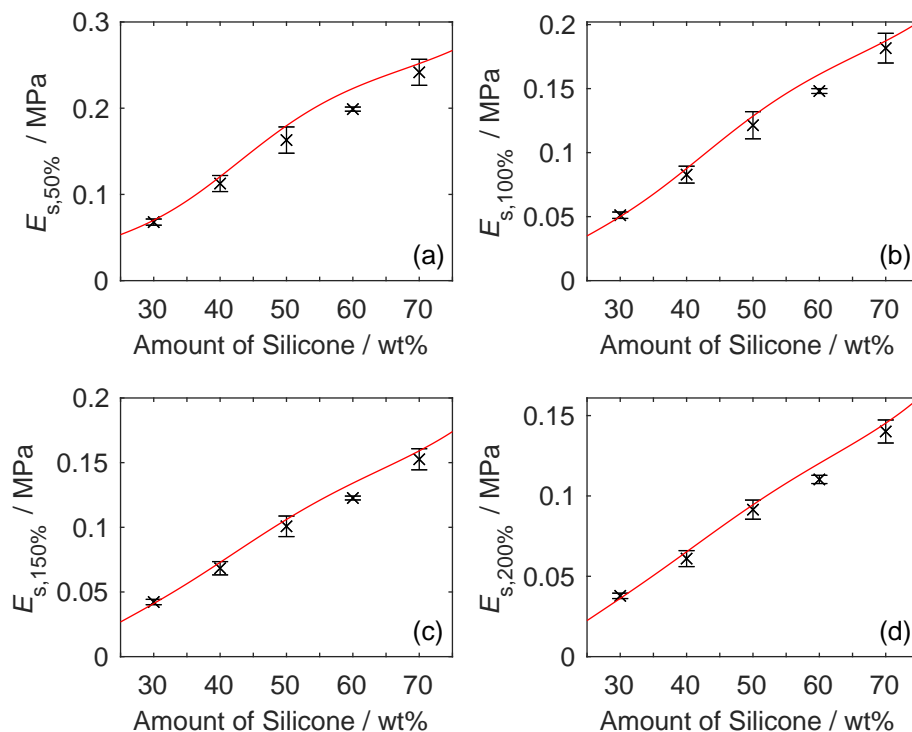 0.3
0.2
0.1
0
E_s,50% / MPa
(a)
30 40 50 60 70
Amount of Silicone / wt%
0.2
0.15
0.1
0.05
0
E_s,100% / MPa
(b)
30 40 50 60 70
Amount of Silicone / wt%
0.2
0.15
0.1
0.05
0
E_s,150% / MPa
(c)
30 40 50 60 70
Amount of Silicone / wt%
0.15
0.1
0.05
0
E_s,200% / MPa
(d)
30 40 50 60 70
Amount of Silicone / wt%